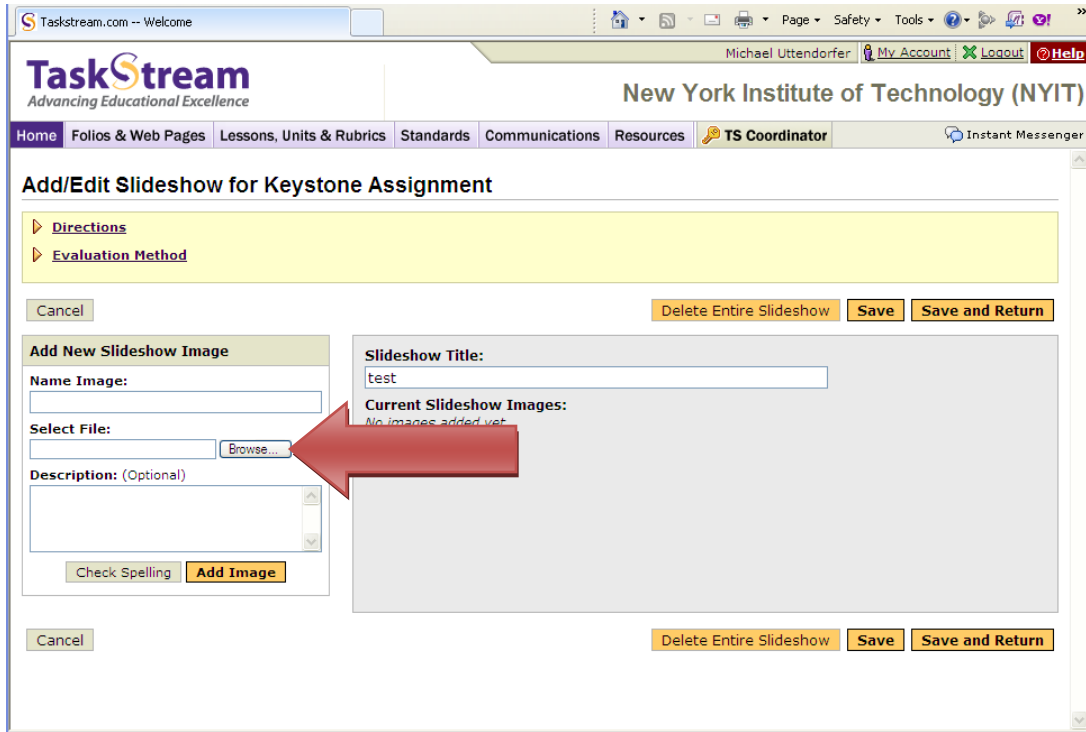 Taskstream.com -- Welcome
Page Safety Tools
Michael Uttendorfer My Account Logout Help
TaskStream
Advancing Educational Excellence
New York Institute of Technology (NYIT)
Home Folios & Web Pages Lessons, Units & Rubrics Standards Communications Resources TS Coordinator Instant Messenger
Add/Edit Slideshow for Keystone Assignment
Directions
Evaluation Method
Cancel Delete Entire Slideshow Save Save and Return
Add New Slideshow Image
Name Image:
Select File:
Browse...
Description: (Optional)
Check Spelling Add Image
Slideshow Title:
test
Current Slideshow Images:
No images added yet
Cancel Delete Entire Slideshow Save Save and Return